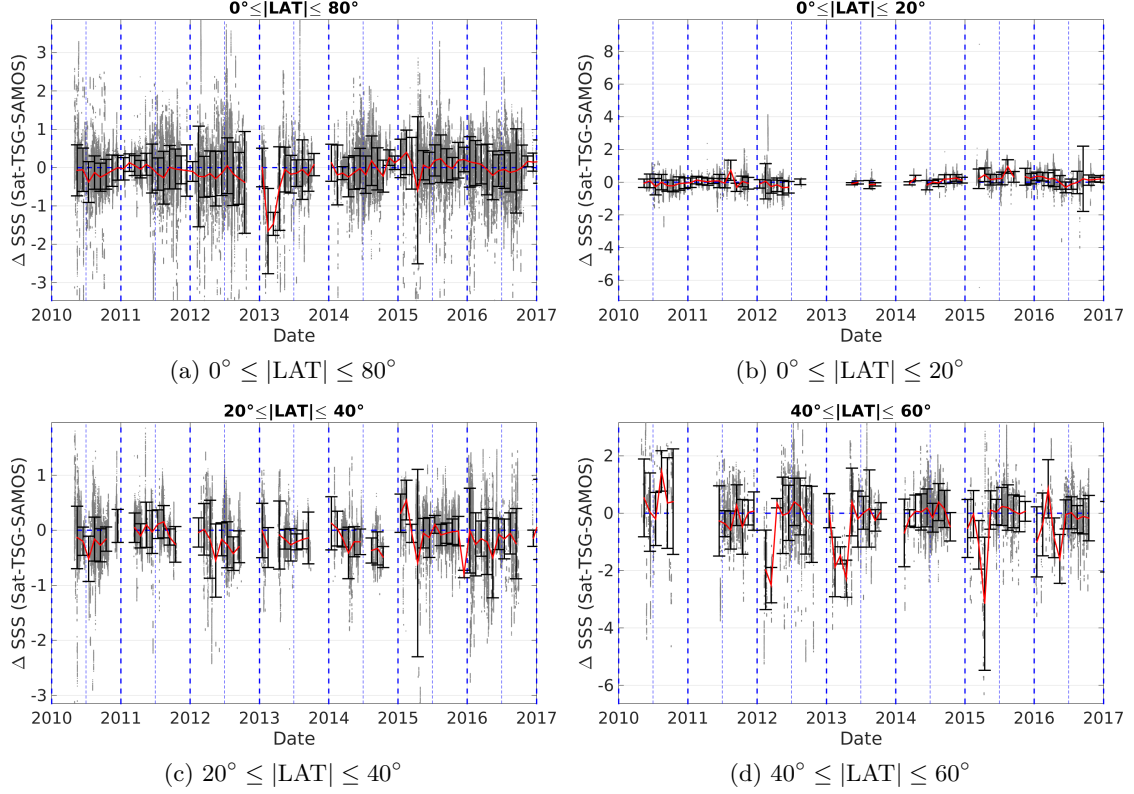 0°≤|LAT|≤ 80°
Δ SSS (Sat-TSG-SAMOS)
3
2
1
0
-1
-2
-3
2010 2011 2012 2013 2014 2015 2016 2017
Date
(a) 0° ≤ |LAT| ≤ 80°
0°≤|LAT|≤ 20°
Δ SSS (Sat-TSG-SAMOS)
8
6
4
2
0
-2
-4
-6
2010 2011 2012 2013 2014 2015 2016 2017
Date
(b) 0° ≤ |LAT| ≤ 20°
20°≤|LAT|≤ 40°
Δ SSS (Sat-TSG-SAMOS)
1
0
-1
-2
-3
2010 2011 2012 2013 2014 2015 2016 2017
Date
(c) 20° ≤ |LAT| ≤ 40°
40°≤|LAT|≤ 60°
Δ SSS (Sat-TSG-SAMOS)
2
0
-2
-4
-6
2010 2011 2012 2013 2014 2015 2016 2017
Date
(d) 40° ≤ |LAT| ≤ 60°